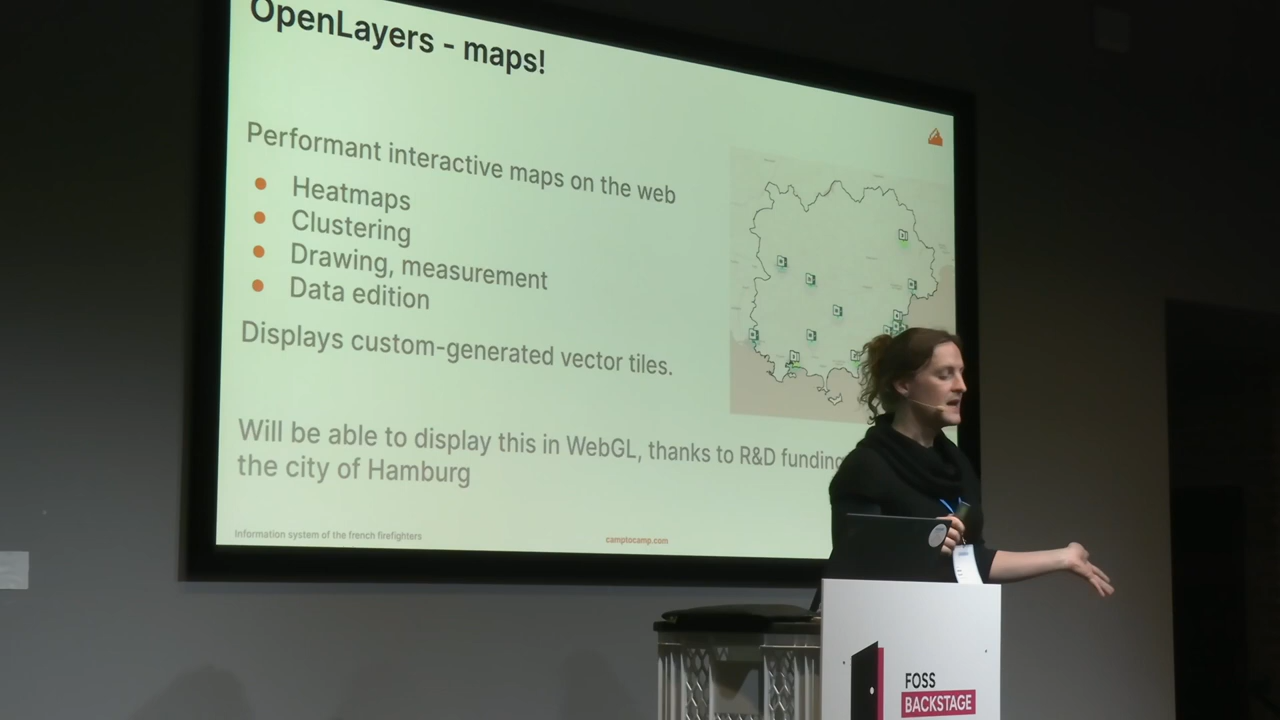 OpenLayers - maps!
Performant interactive maps on the web
Heatmaps
Clustering
Drawing, measurement
Data edition
Displays custom-generated vector tiles.
Will be able to display this in WebGL, thanks to R&D funding
the city of Hamburg
Information system of the french firefighters
camptocamp.com
FOSS
BACKSTAGE